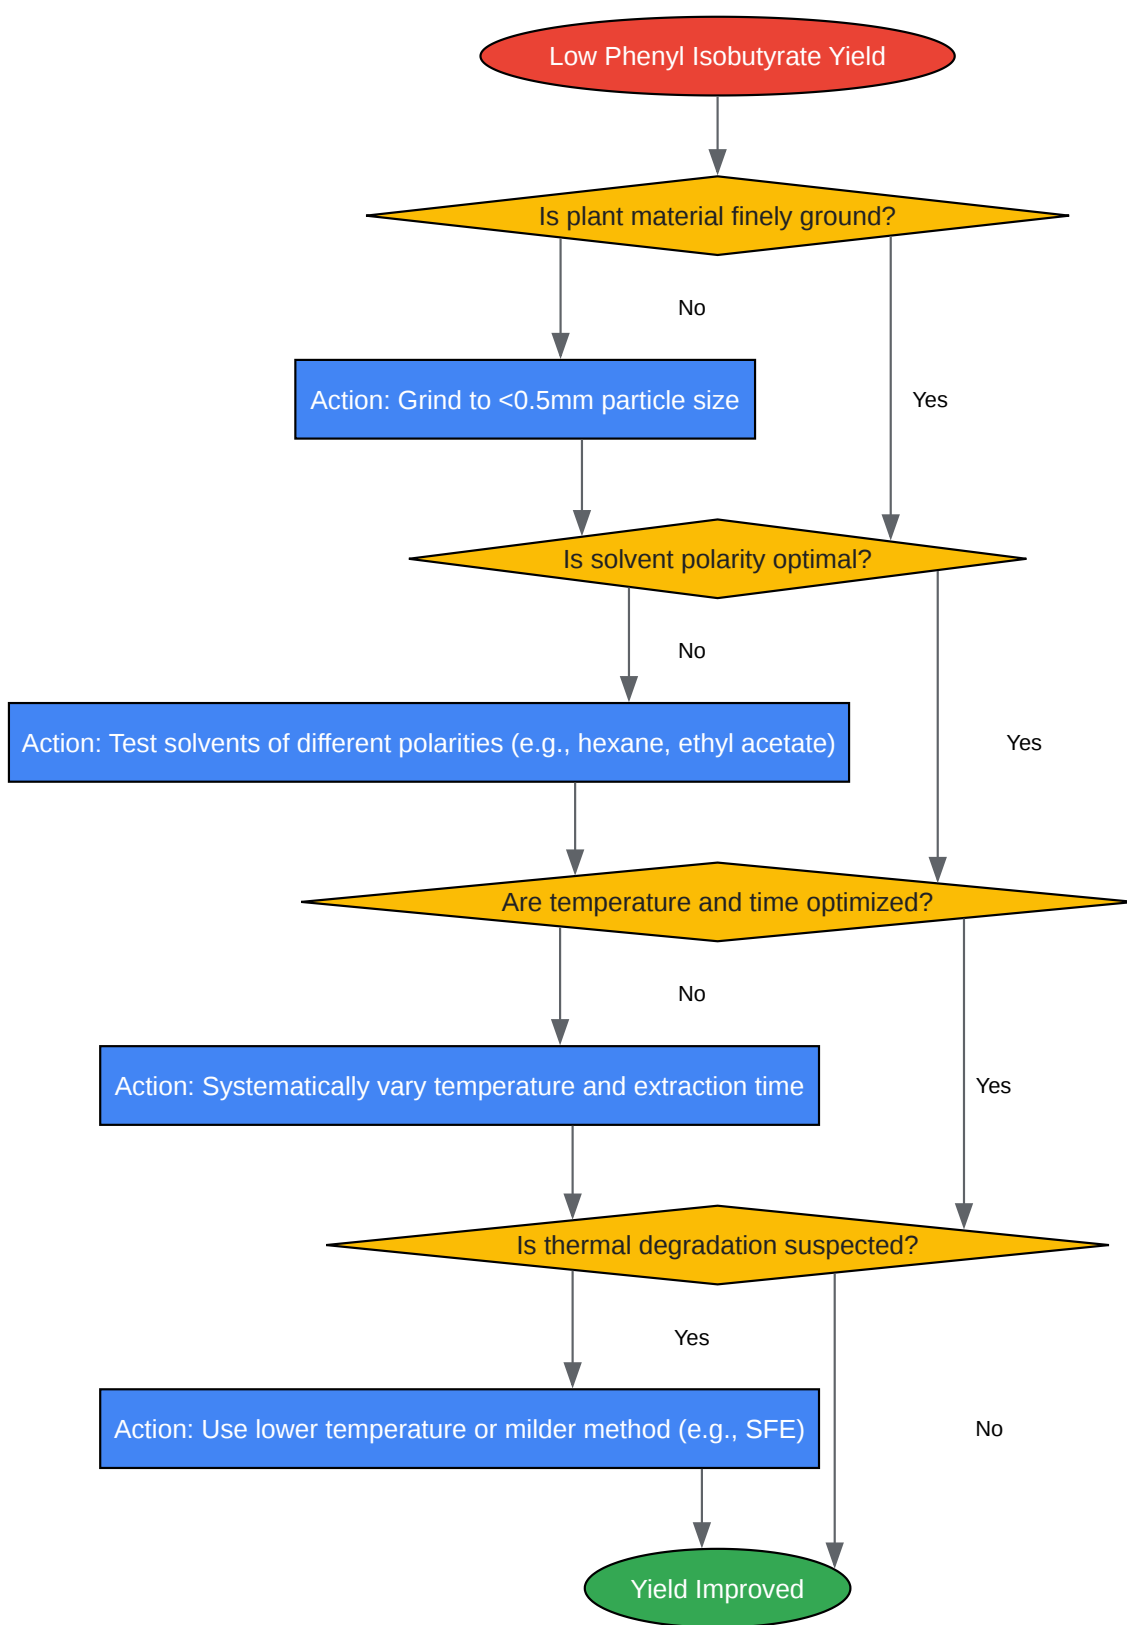 Low Phenyl Isobutyrate Yield
Is plant material finely ground?
No
Action: Grind to <0.5mm particle size
Yes
Is solvent polarity optimal?
No
Action: Test solvents of different polarities (e.g., hexane, ethyl acetate)
Yes
Are temperature and time optimized?
No
Action: Systematically vary temperature and extraction time
Yes
Is thermal degradation suspected?
Yes
Action: Use lower temperature or milder method (e.g., SFE)
No
Yield Improved